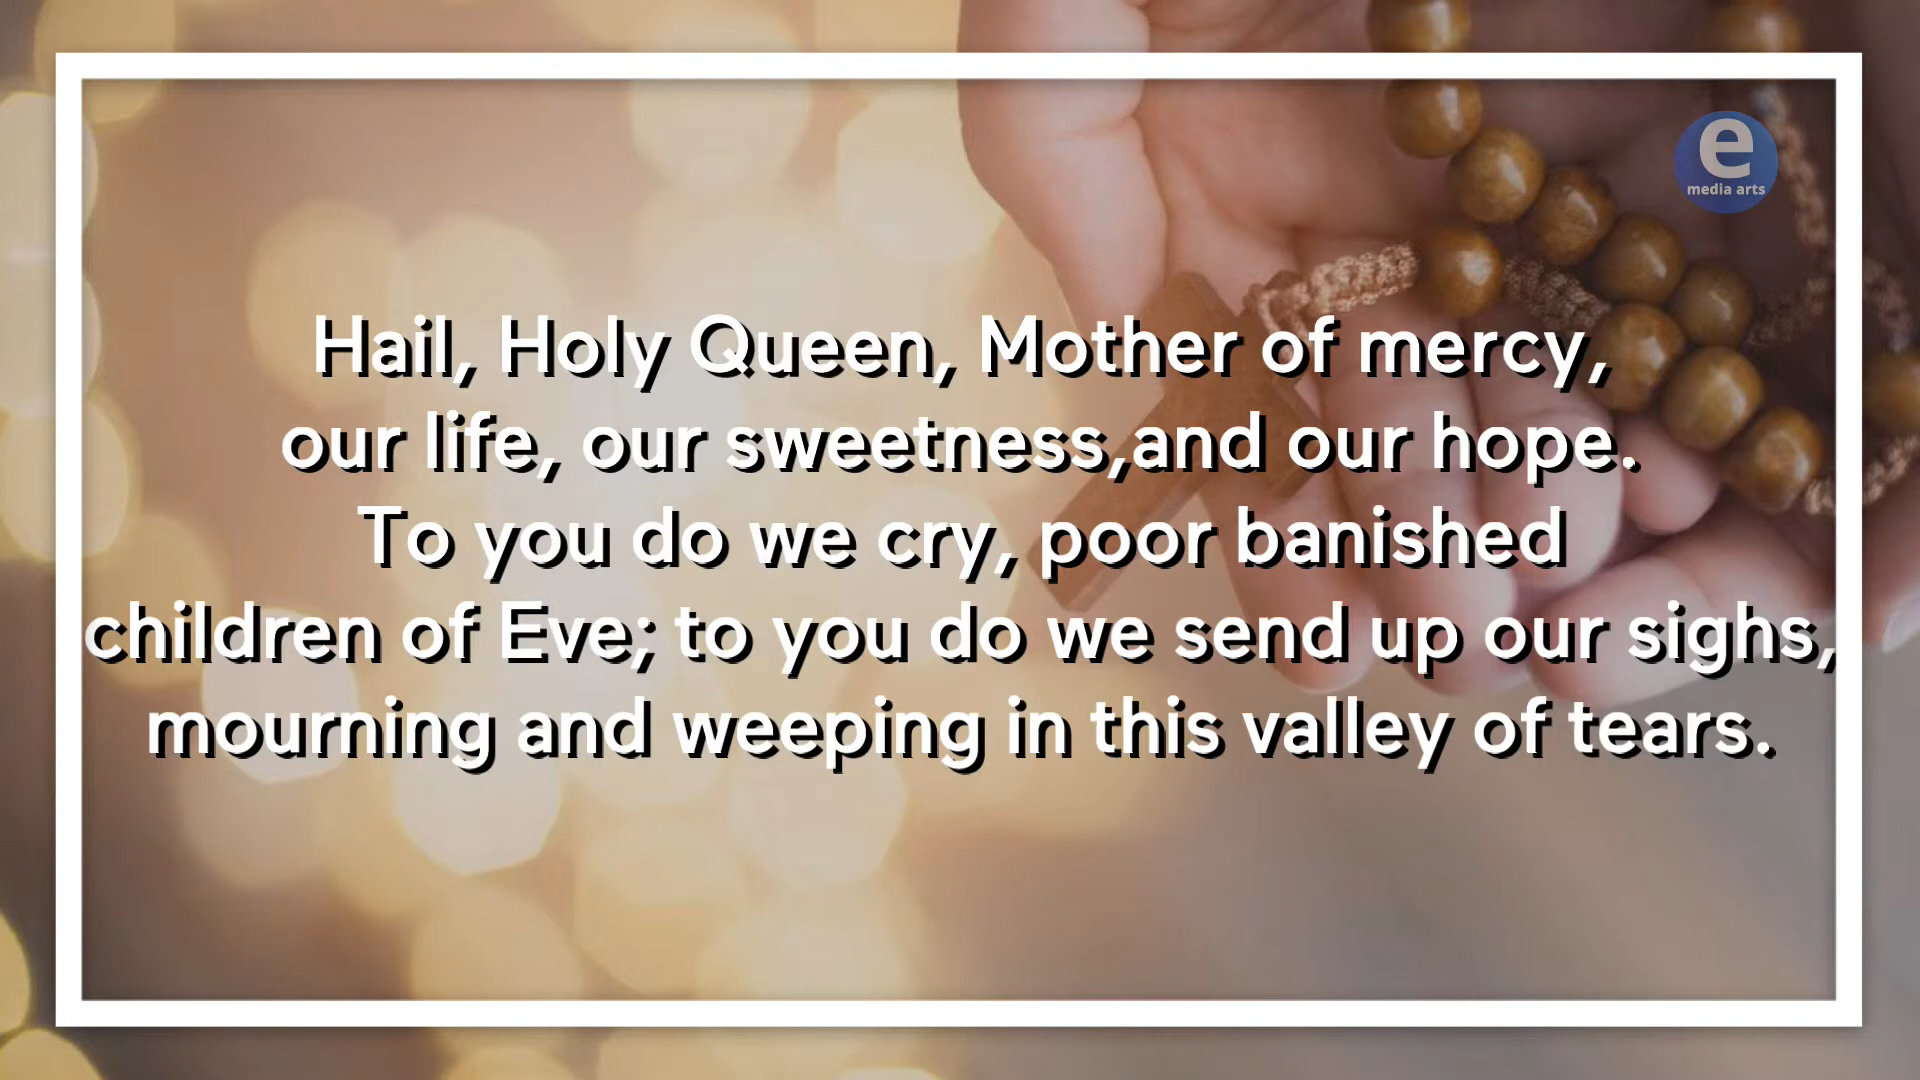 e
media arts
Hail, Holy Queen, Mother of mercy,
our life, our sweetness,and our hope.
To you do we cry, poor banished
children of Eve; to you do we send up our sighs,
mourning and weeping in this valley of tears.